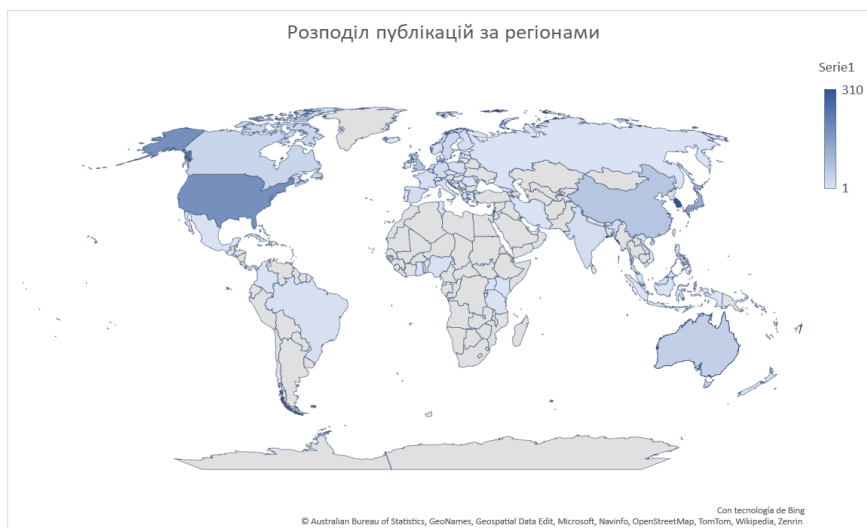 Розподіл публікацій за регіонами
Serie1
310
1
Con tecnología de Bing
© Australian Bureau of Statistics, GeoNames, Geospatial Data Edit, Microsoft, Navinfo, OpenStreetMap, TomTom, Wikipedia, Zenrin